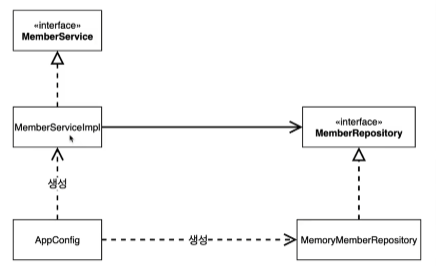 «interface»
MemberService
MemberServiceImpl
«interface»
MemberRepository
생성
AppConfig
생성
MemoryMemberRepository